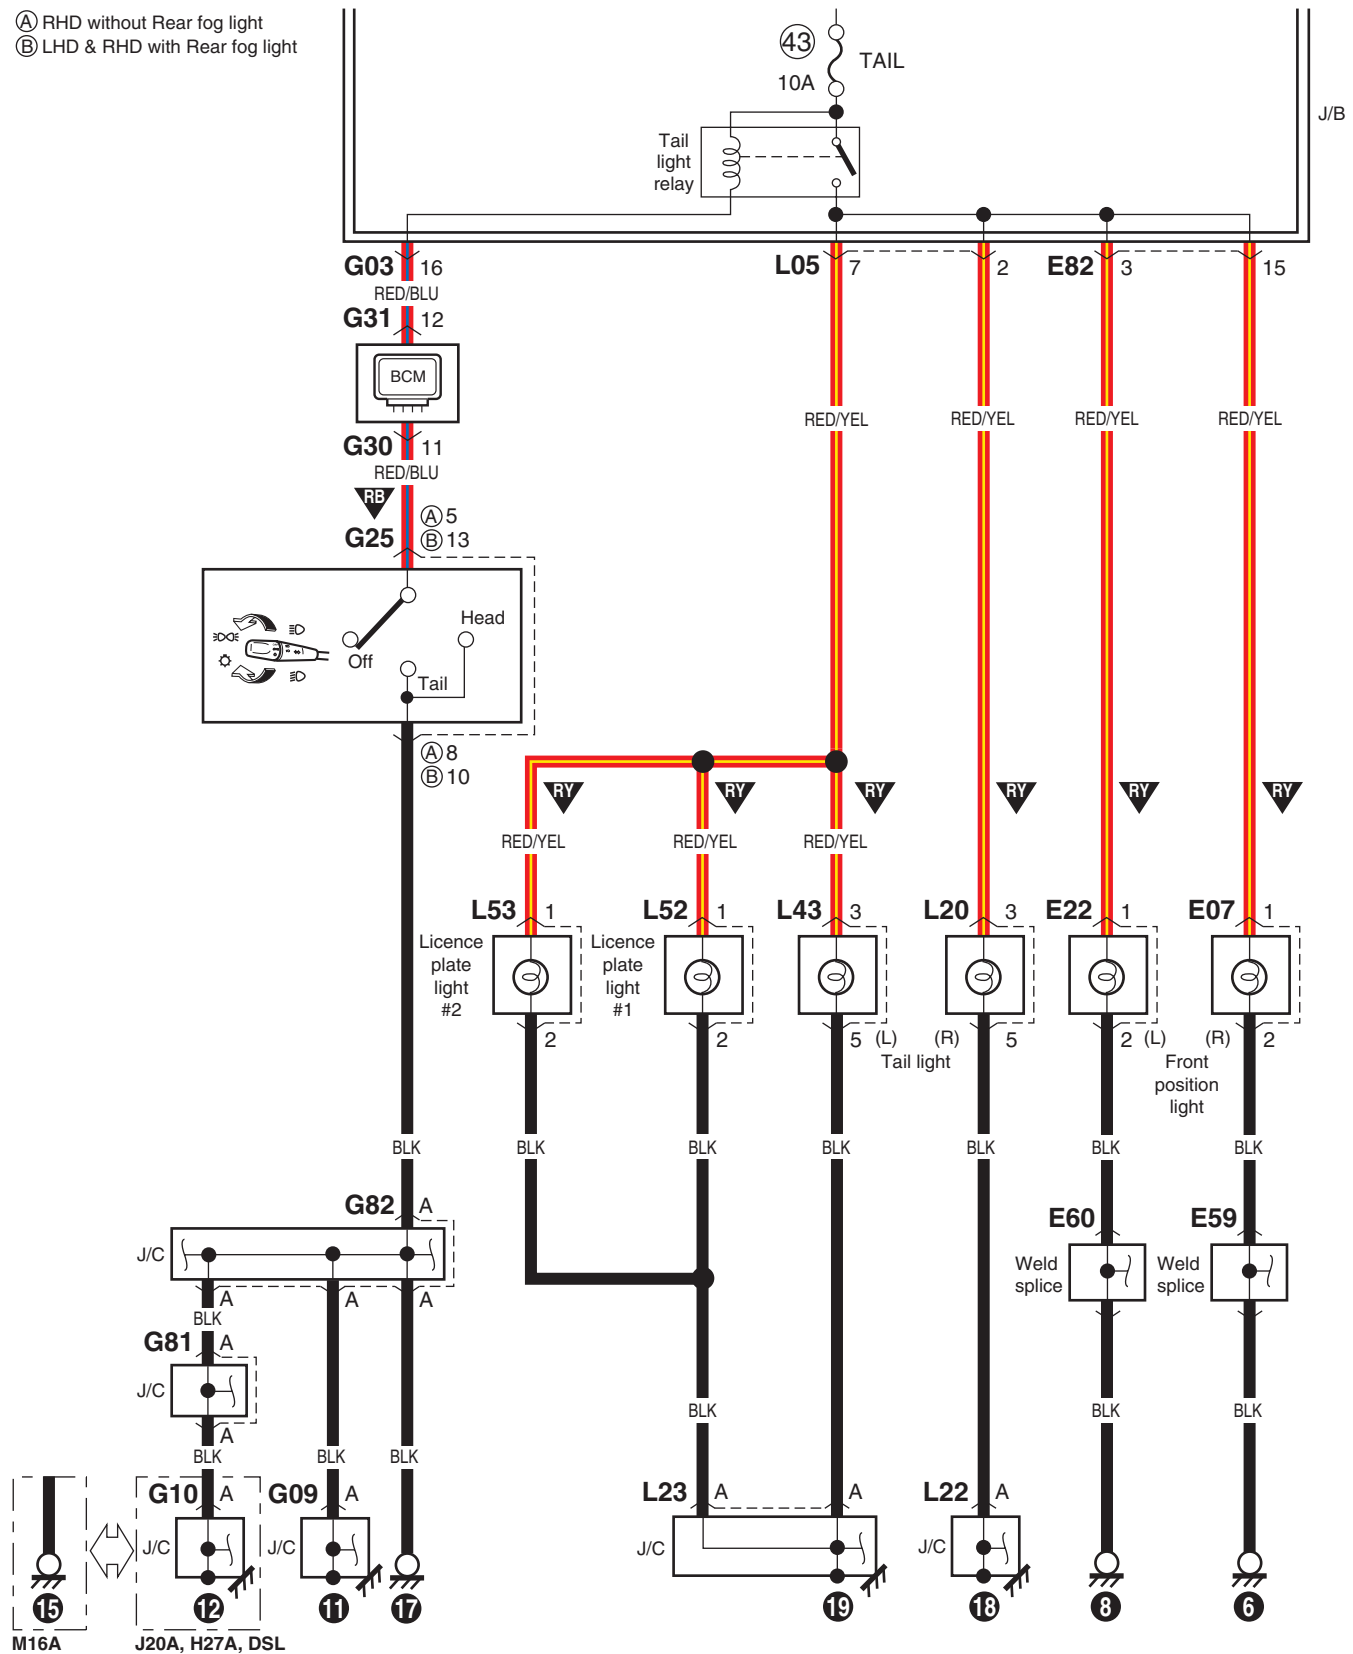 Ⓐ RHD without Rear fog light
Ⓑ LHD & RHD with Rear fog light
43
TAIL
10A
J/B
Tail
light
relay
G03 16
L05 7
2
E82 3
15
RED/BLU
G31 12
BCM
G30 11
RED/BLU
RED/YEL
RED/YEL
RED/YEL
RED/YEL
RB
Ⓐ 5
G25 Ⓑ 13
Head
Off
Tail
Ⓐ 8
Ⓑ 10
RY
RY
RY
RY
RY
RY
RED/YEL
RED/YEL
RED/YEL
L53 1
L52 1
L43 3
L20 3
E22 1
E07 1
Licence
plate
light
#2
Licence
plate
light
#1
2
2
5 (L)
(R) 5
2 (L)
(R) 2
Tail light
Front
position
light
BLK
BLK
BLK
BLK
BLK
BLK
BLK
G82 A
E60
E59
J/C
Weld
splice
Weld
splice
A
A
A
BLK
G81 A
J/C
A
BLK
BLK
BLK
BLK
BLK
BLK
G10 A
G09 A
L23 A
A
L22 A
J/C
J/C
J/C
J/C
15
12
11
17
19
18
8
6
M16A
J20A, H27A, DSL